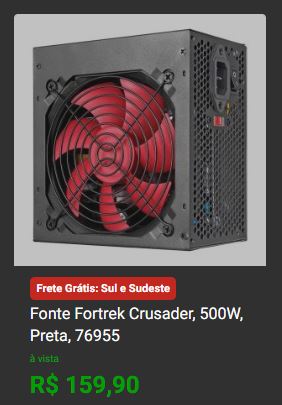 Frete Grátis: Sul e Sudeste
Fonte Fortrek Crusader, 500W,
Preta, 76955
à vista
R$ 159,90